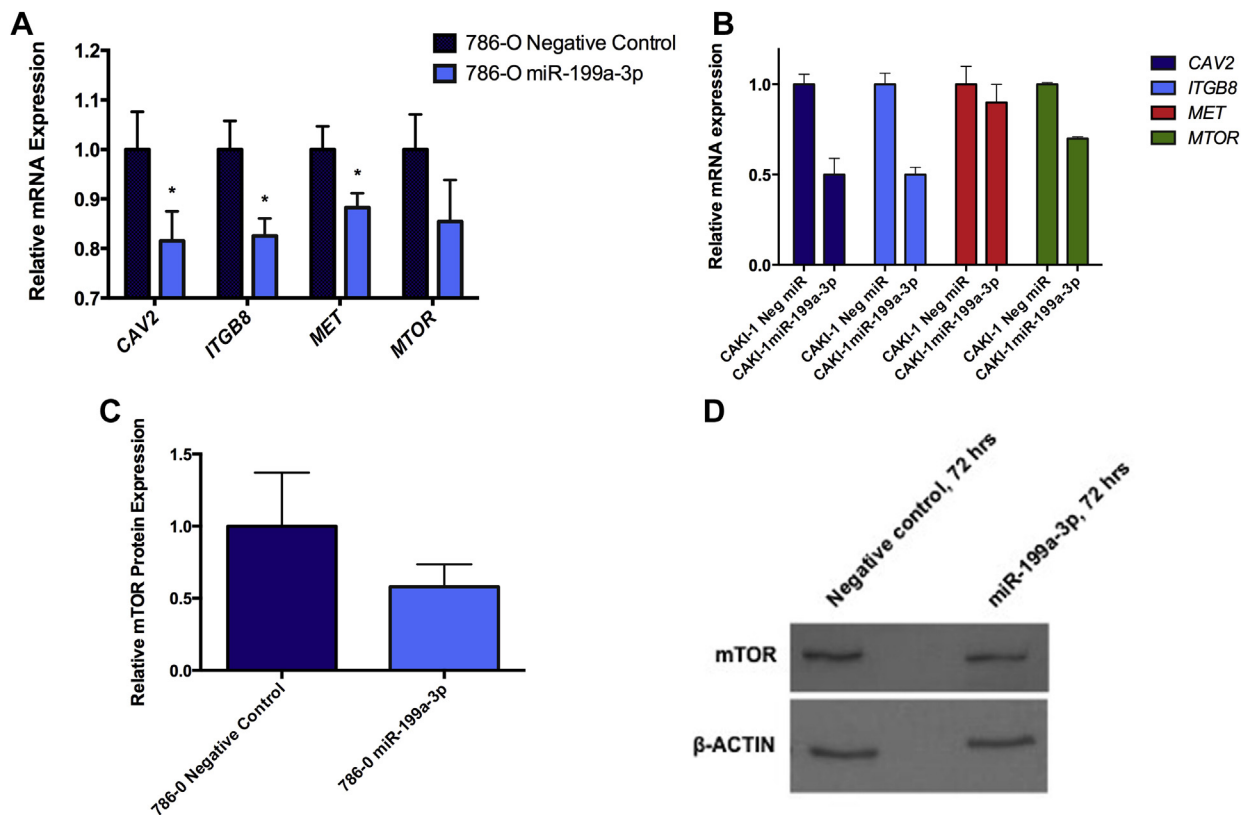 A
Relative mRNA Expression
1.2
1.1
1.0
0.9
0.8
0.7
786-O Negative Control
786-O miR-199a-3p
*
*
*
CAV2
ITGB8
MET
MTOR
B
Relative mRNA expression
1.0
0.5
0.0
CAV2
ITGB8
MET
MTOR
CAKI-1 Neg miR
CAKI-1miR-199a-3p
CAKI-1 Neg miR
CAKI-1miR-199a-3p
CAKI-1 Neg miR
CAKI-1miR-199a-3p
CAKI-1 Neg miR
CAKI-1miR-199a-3p
C
Relative mTOR Protein Expression
1.5
1.0
0.5
0.0
786-0 Negative Control
786-0 miR-199a-3p
D
Negative control, 72 hrs
miR-199a-3p, 72 hrs
mTOR
β-ACTIN